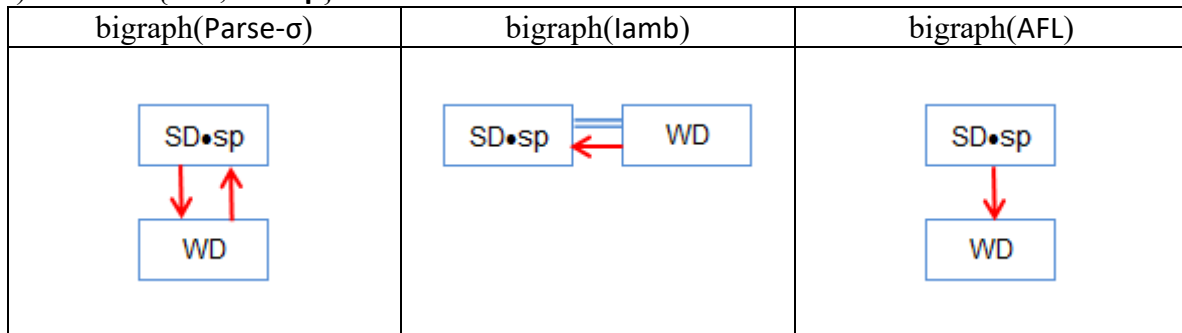 bigraph(Parse-σ) bigraph(Iamb) bigraph(AFL)
SD•sp SD•sp WD SD•sp
WD WD